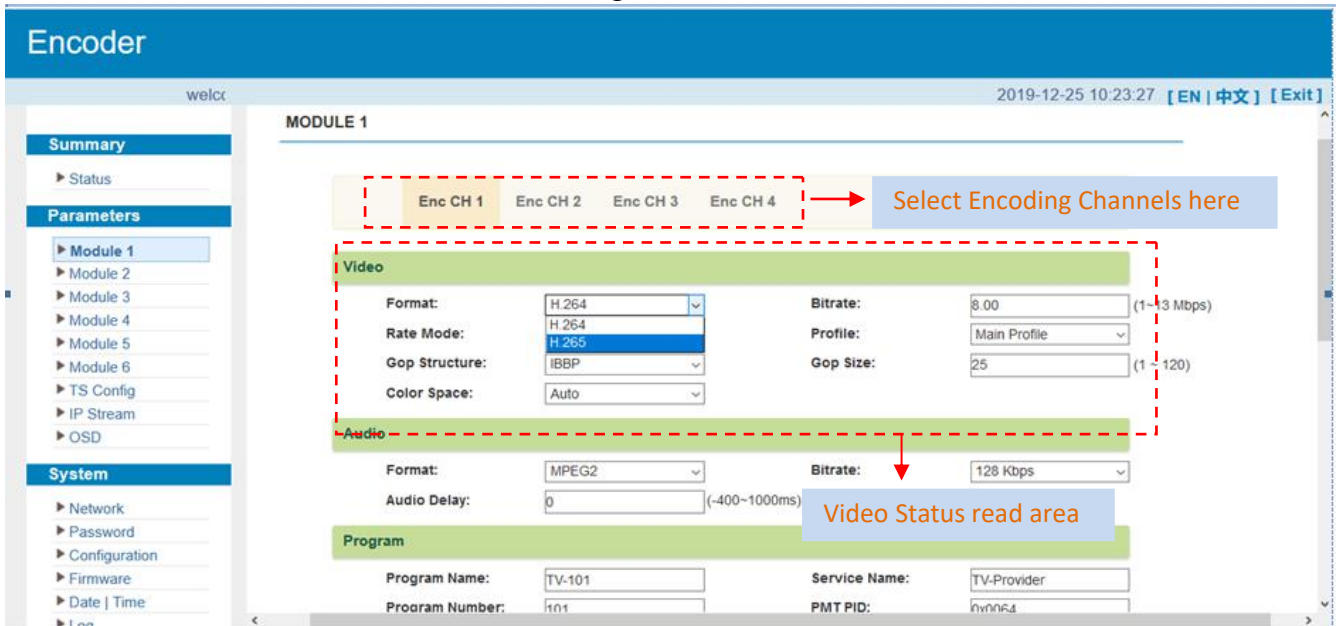 Encoder
welcc
2019-12-25 10:23:27 [ EN | 中文 ] [ Exit ]
MODULE 1
Summary
Status
Parameters
Module 1
Module 2
Module 3
Module 4
Module 5
Module 6
TS Config
IP Stream
OSD
System
Network
Password
Configuration
Firmware
Date | Time
Log
Enc CH 1 Enc CH 2 Enc CH 3 Enc CH 4
Select Encoding Channels here
Video
Format: H.264 Bitrate: 8.00 (1~13 Mbps)
H.264
Rate Mode: H.265 Profile: Main Profile
Gop Structure: IBBP Gop Size: 25 (1 ~ 120)
Color Space: Auto
Audio
Format: MPEG2 Bitrate: 128 Kbps
Audio Delay: 0 (-400~1000ms)
Video Status read area
Program
Program Name: TV-101 Service Name: TV-Provider
Program Number: 101 PMT PID: 0x0064